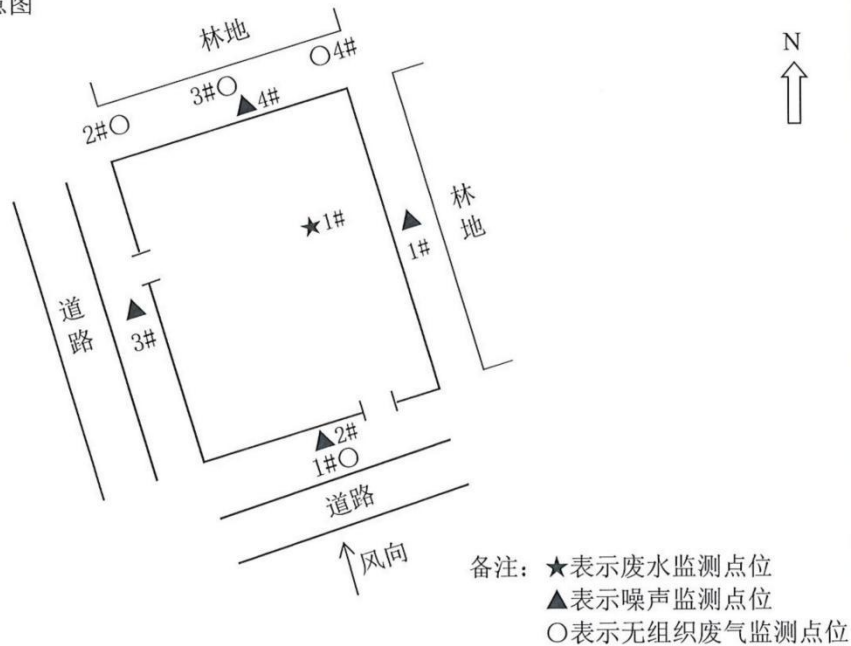 点图
林地
4#
3#
4#
2#
N
1#
林地
1#
道路
3#
2#
1#
道路
风向
备注：★表示废水监测点位
▲表示噪声监测点位
○表示无组织废气监测点位